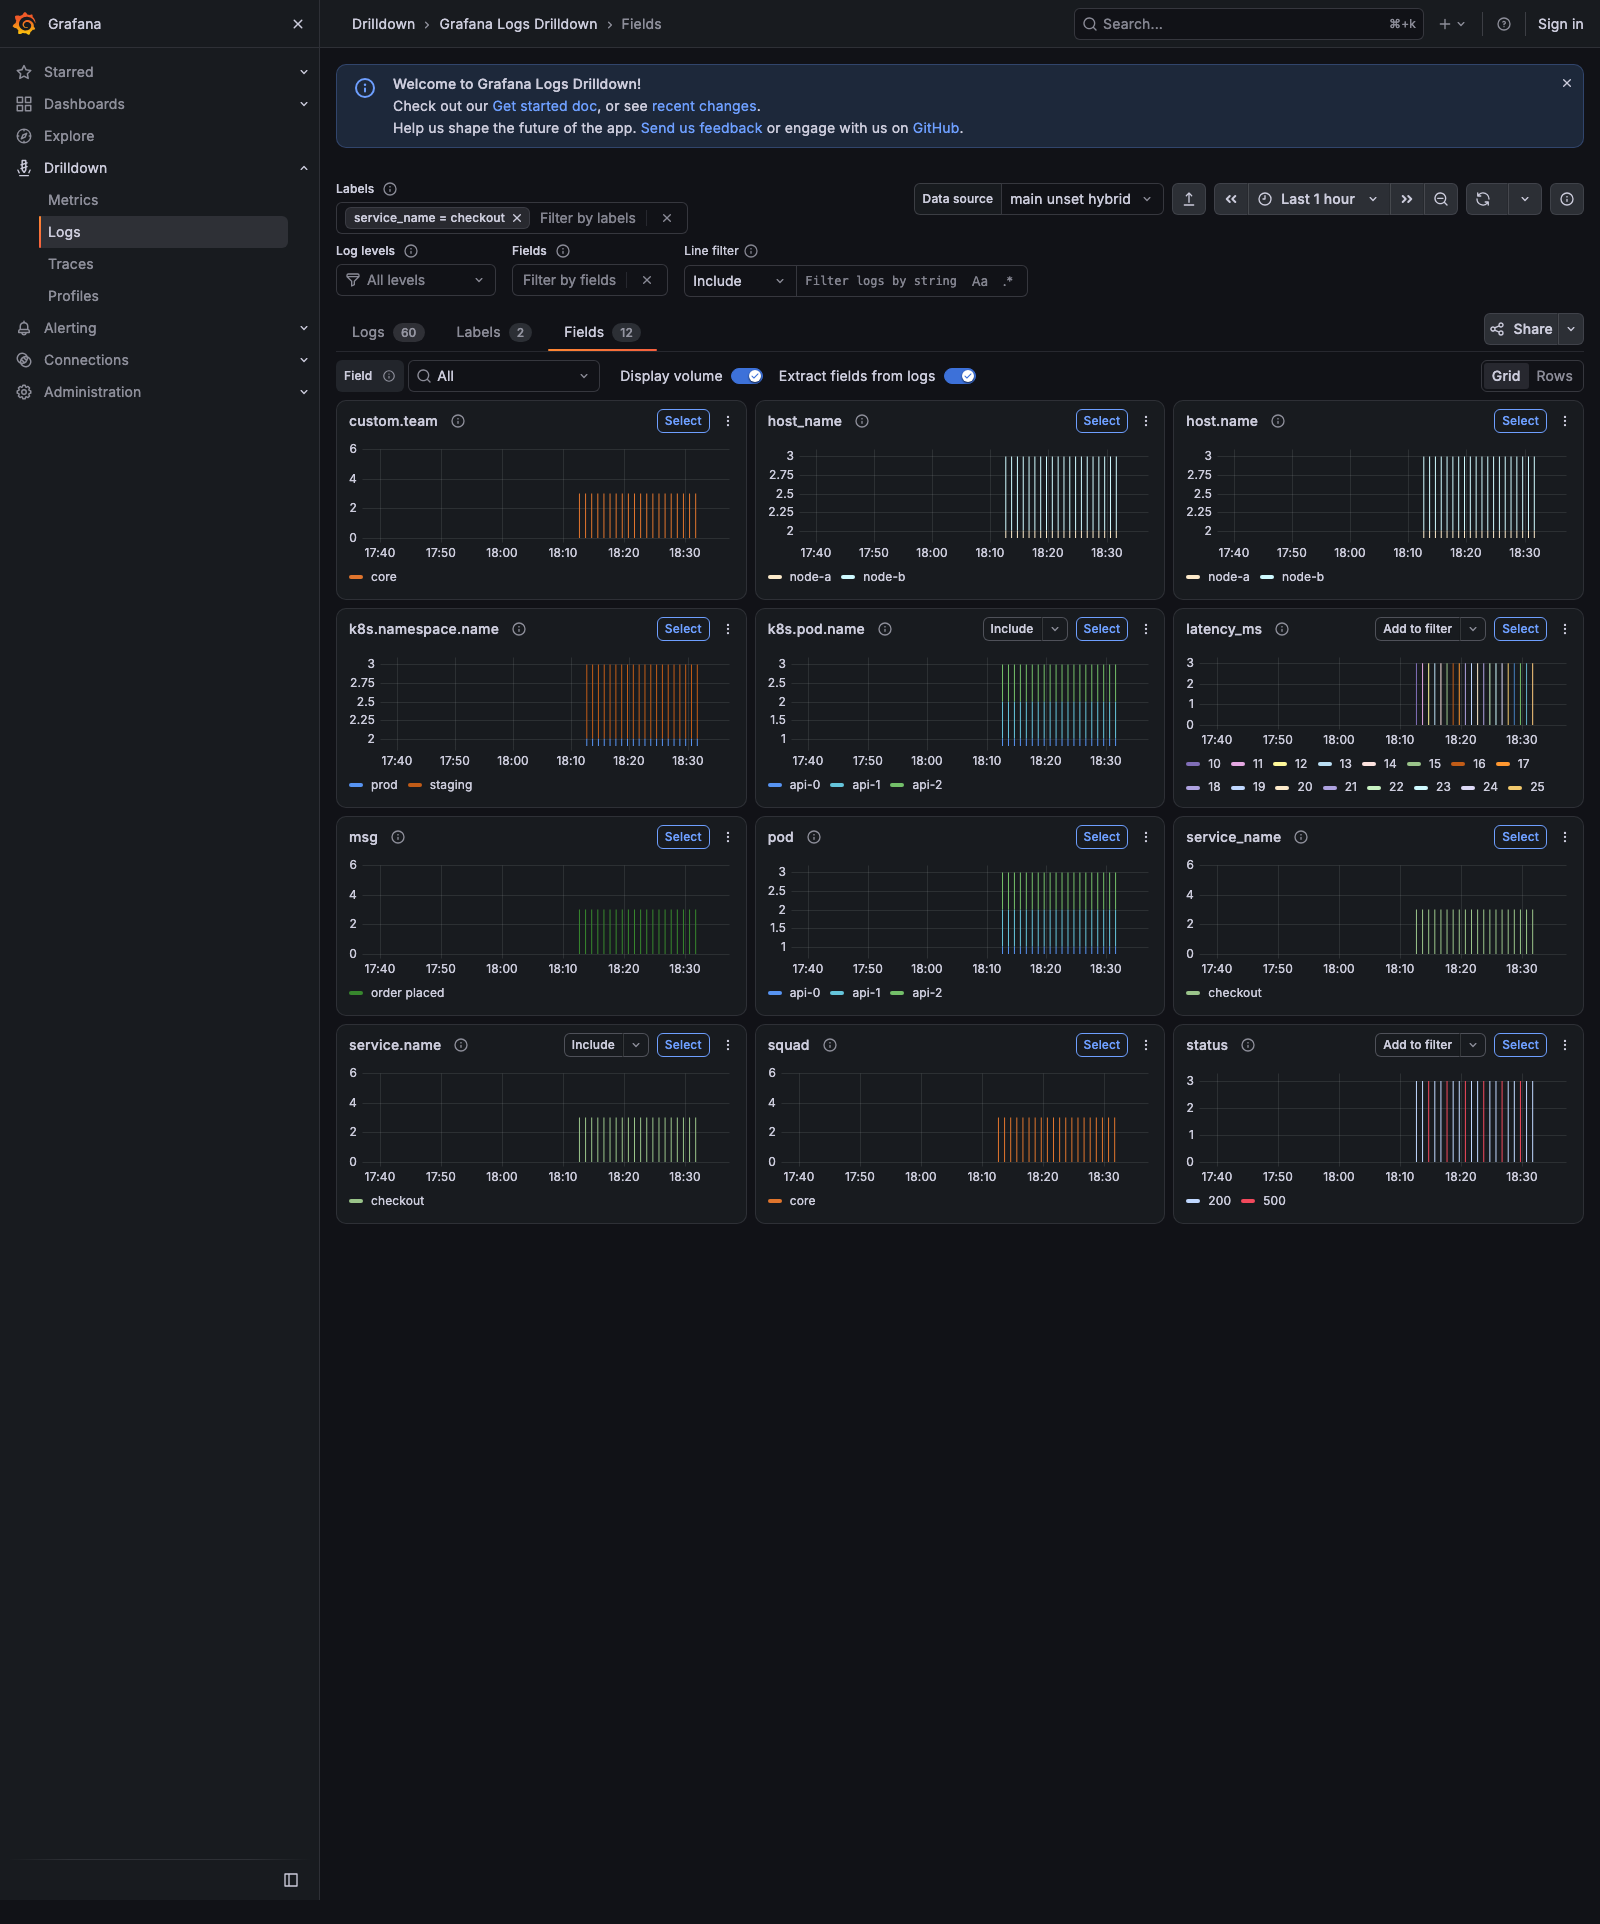 Grafana
Drilldown › Grafana Logs Drilldown › Fields
Search... ⌘+k
Sign in
Starred
Dashboards
Explore
Drilldown
Metrics
Logs
Traces
Profiles
Alerting
Connections
Administration
Welcome to Grafana Logs Drilldown!
Check out our Get started doc, or see recent changes.
Help us shape the future of the app. Send us feedback or engage with us on GitHub.
Labels
service_name = checkout Filter by labels
Data source main unset hybrid
Last 1 hour
Log levels Fields Line filter
All levels Filter by fields Include Filter logs by string Aa .*
Logs 60 Labels 2 Fields 12
Share
Field All Display volume Extract fields from logs Grid Rows
custom.team Select
6
4
2
0
17:40 17:50 18:00 18:10 18:20 18:30
core
host_name Select
3
2.75
2.5
2.25
2
17:40 17:50 18:00 18:10 18:20 18:30
node-a node-b
host.name Select
3
2.75
2.5
2.25
2
17:40 17:50 18:00 18:10 18:20 18:30
node-a node-b
k8s.namespace.name Select
3
2.75
2.5
2.25
2
17:40 17:50 18:00 18:10 18:20 18:30
prod staging
k8s.pod.name Include Select
3
2.5
2
1.5
1
17:40 17:50 18:00 18:10 18:20 18:30
api-0 api-1 api-2
latency_ms Add to filter Select
3
2
1
0
17:40 17:50 18:00 18:10 18:20 18:30
10 11 12 13 14 15 16 17
18 19 20 21 22 23 24 25
msg Select
6
4
2
0
17:40 17:50 18:00 18:10 18:20 18:30
order placed
pod Select
3
2.5
2
1.5
1
17:40 17:50 18:00 18:10 18:20 18:30
api-0 api-1 api-2
service_name Select
6
4
2
0
17:40 17:50 18:00 18:10 18:20 18:30
checkout
service.name Include Select
6
4
2
0
17:40 17:50 18:00 18:10 18:20 18:30
checkout
squad Select
6
4
2
0
17:40 17:50 18:00 18:10 18:20 18:30
core
status Add to filter Select
3
2
1
0
17:40 17:50 18:00 18:10 18:20 18:30
200 500